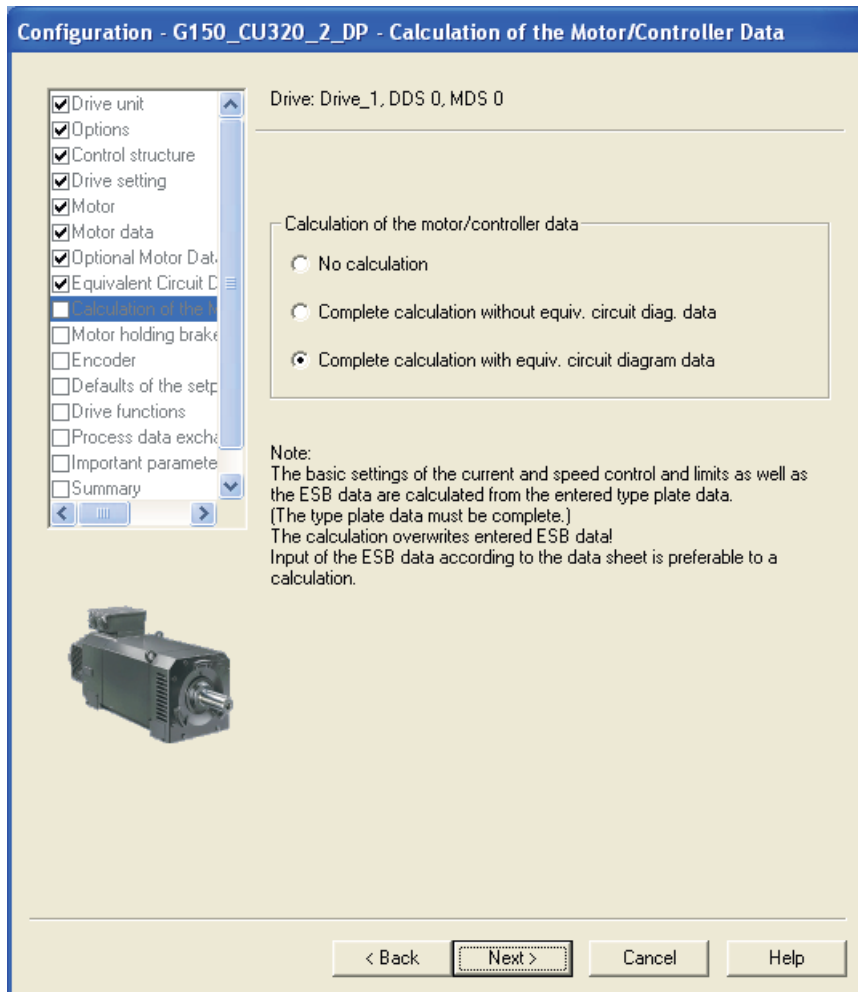 Configuration - G150_CU320_2_DP - Calculation of the Motor/Controller Data
Drive unit
Options
Control structure
Drive setting
Motor
Motor data
Optional Motor Dat
Equivalent Circuit D
Calculation of the M
Motor holding brake
Encoder
Defaults of the setp
Drive functions
Process data excha
Important paramete
Summary
Drive: Drive_1, DDS 0, MDS 0
Calculation of the motor/controller data
No calculation
Complete calculation without equiv. circuit diag. data
Complete calculation with equiv. circuit diagram data
Note:
The basic settings of the current and speed control and limits as well as
the ESB data are calculated from the entered type plate data.
(The type plate data must be complete.)
The calculation overwrites entered ESB data!
Input of the ESB data according to the data sheet is preferable to a
calculation.
< Back
Next >
Cancel
Help